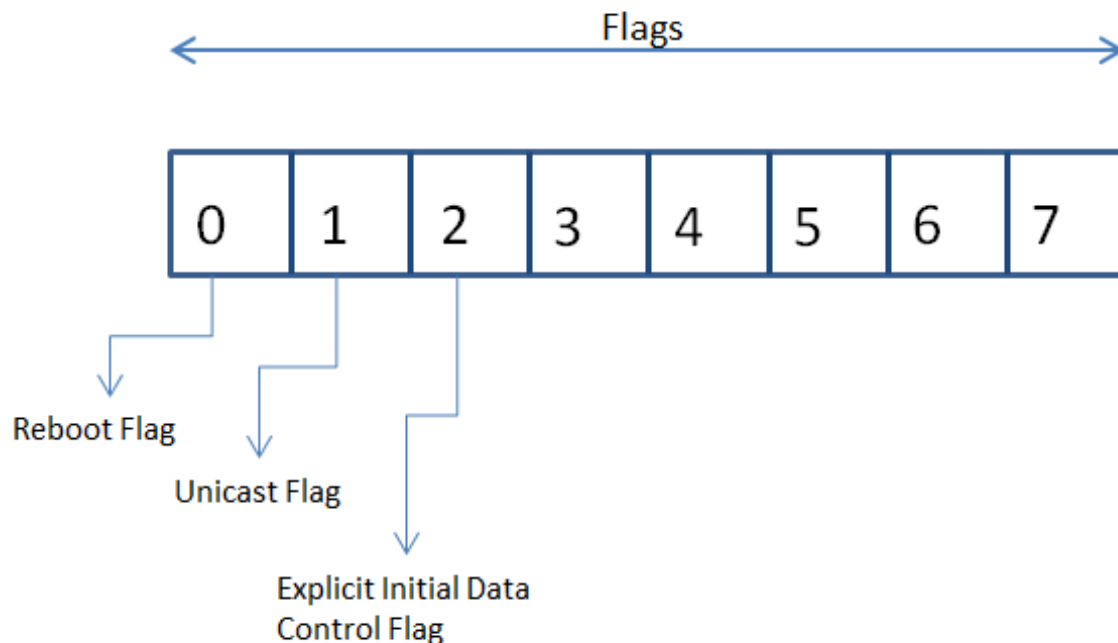 Flags
0 1 2 3 4 5 6 7
Reboot Flag
Unicast Flag
Explicit Initial Data
Control Flag